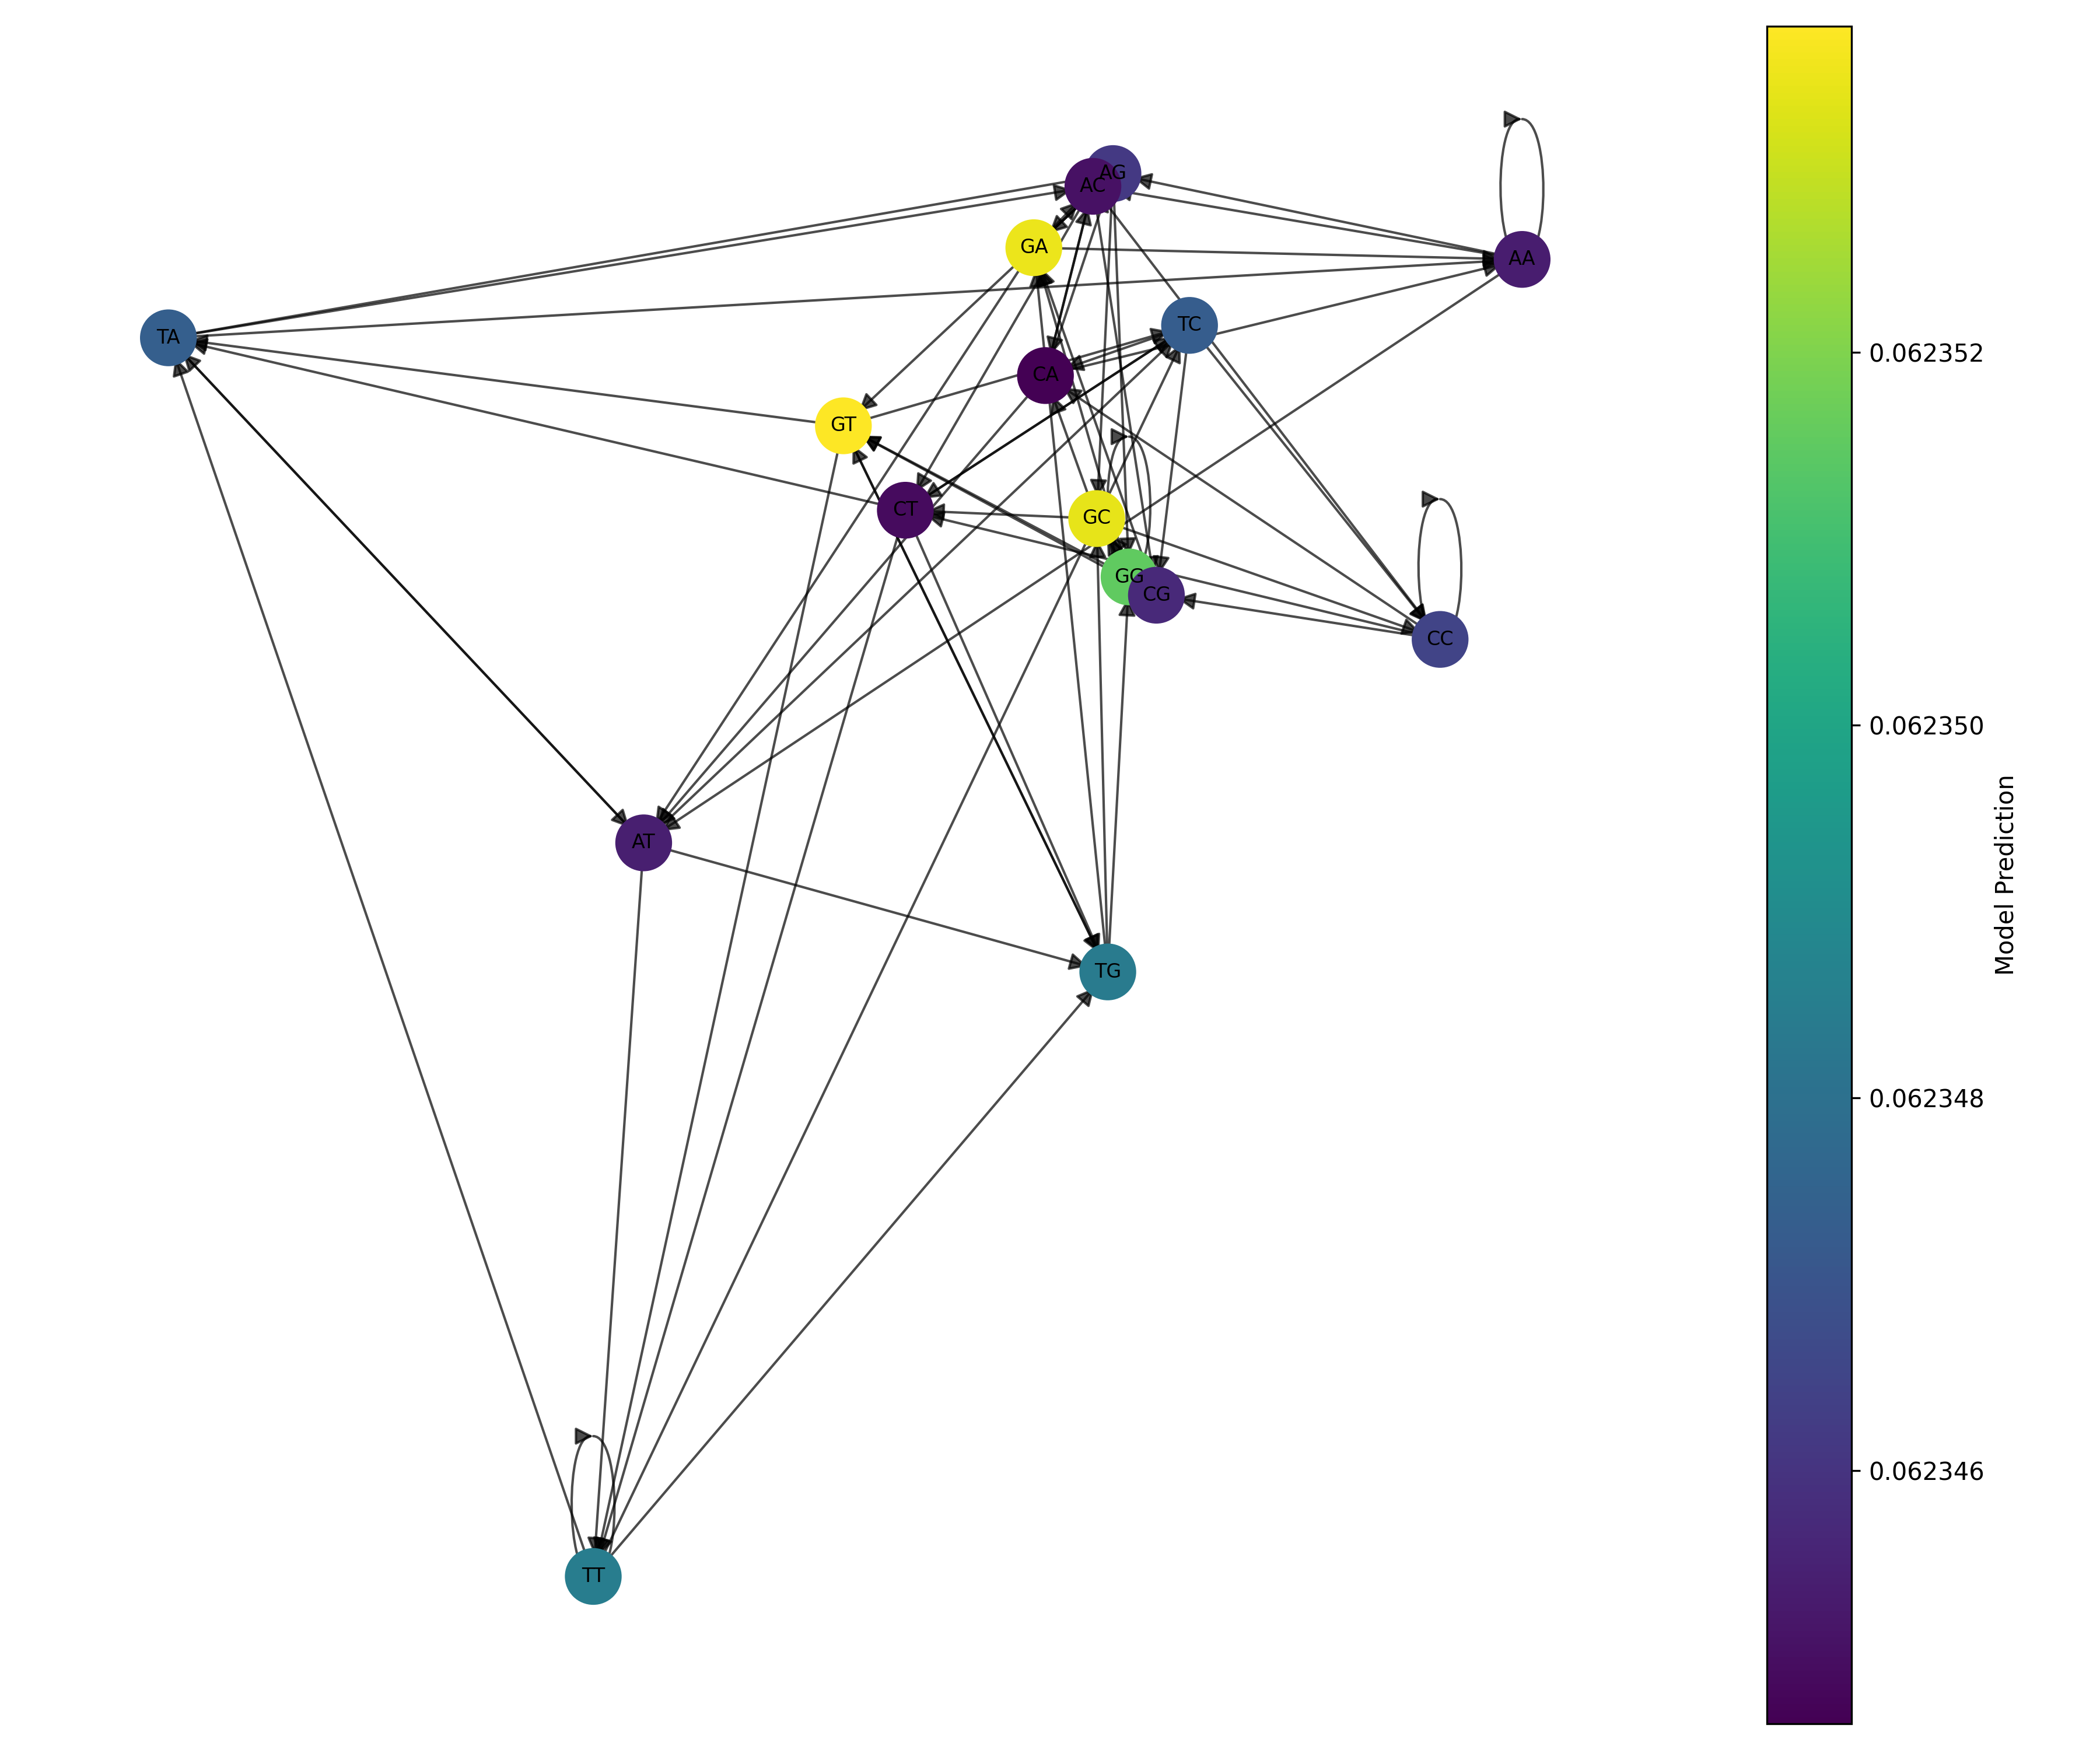 AG
AC
GA
AA
TC
TA
CA
GT
CT
GC
GG
CG
CC
AT
TG
TT
0.062352
0.062350
0.062348
0.062346
Model Prediction